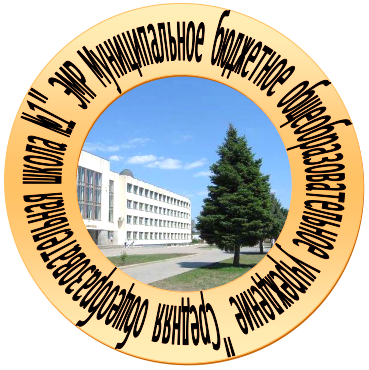 Муниципальное бюджетное общеобразовательное учреждение "Средняя общеобразовательная школа №1" ЭМР